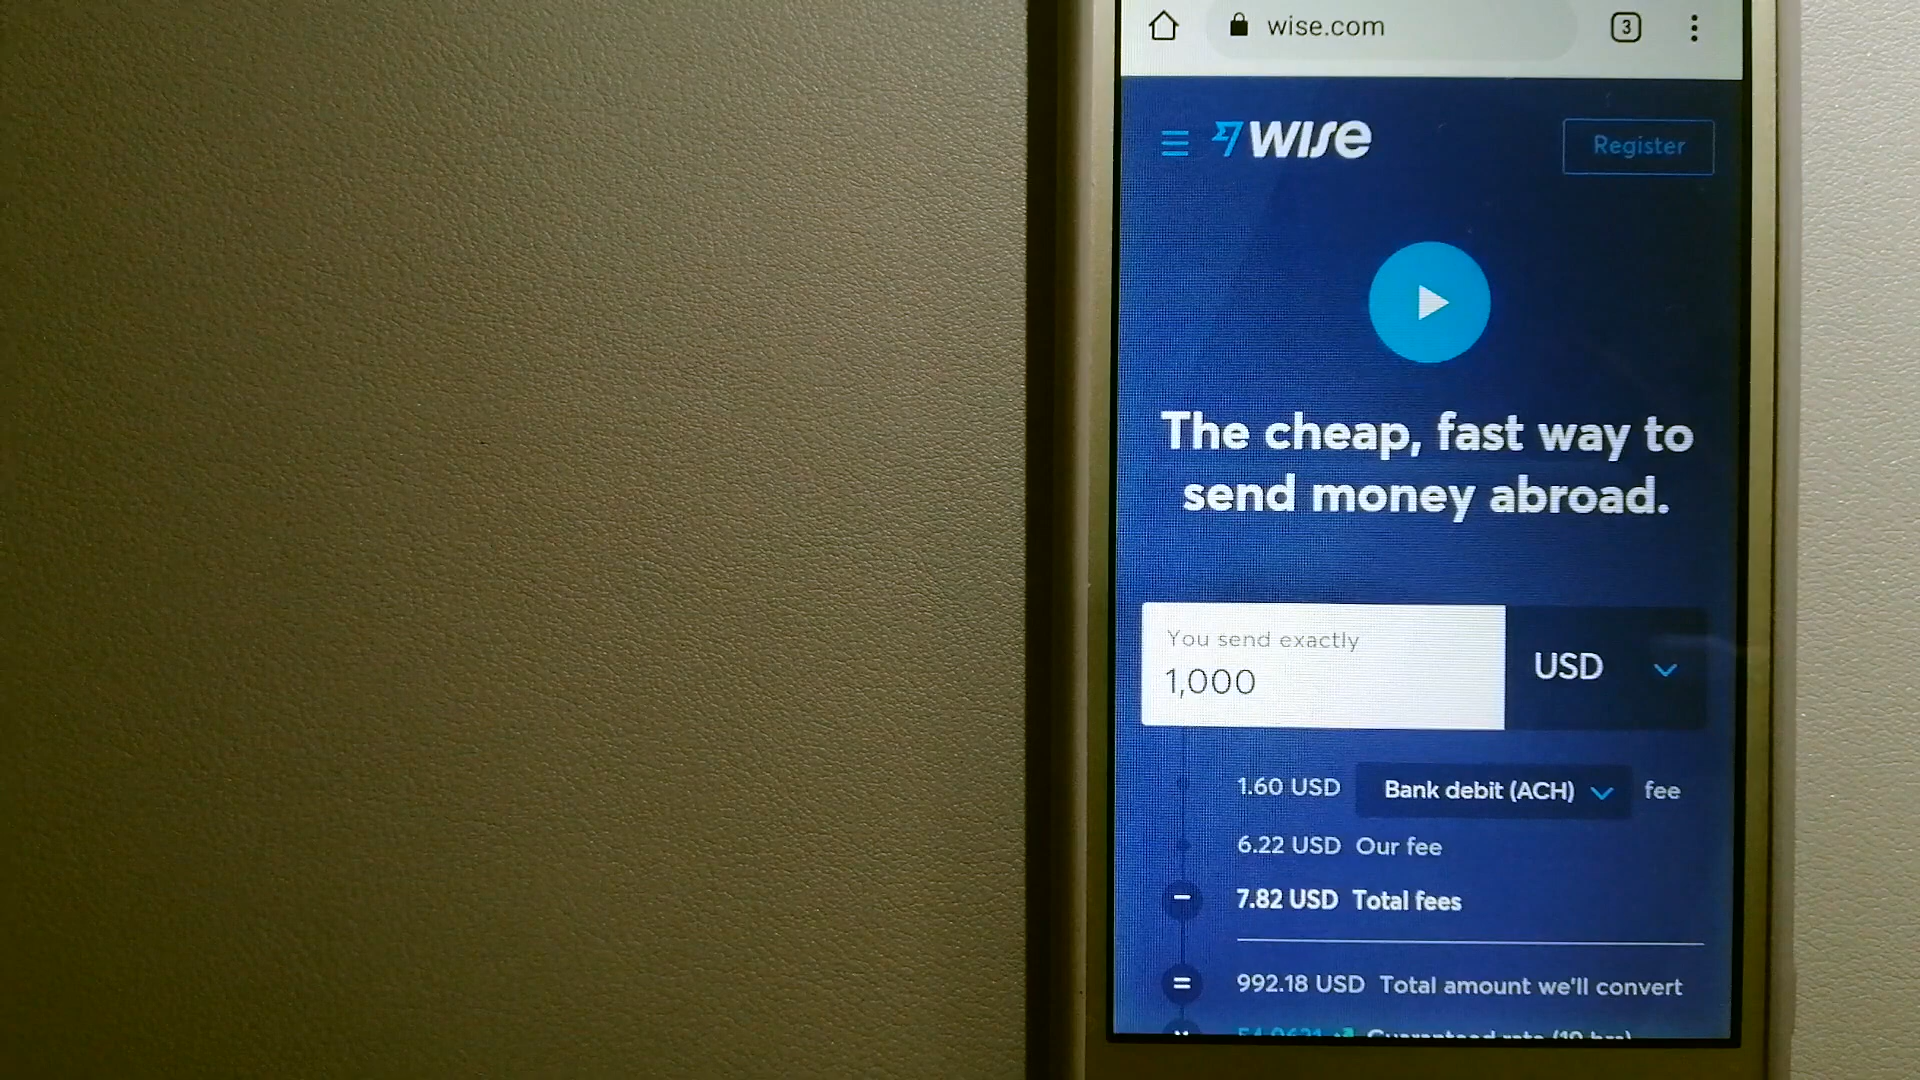 wise.com
3
wise
Register
The cheap, fast way to
send money abroad.
You send exactly
1,000
USD
1.60 USD Bank debit (ACH) fee
6.22 USD Our fee
7.82 USD Total fees
992.18 USD Total amount we'll convert
Guaranteed rate